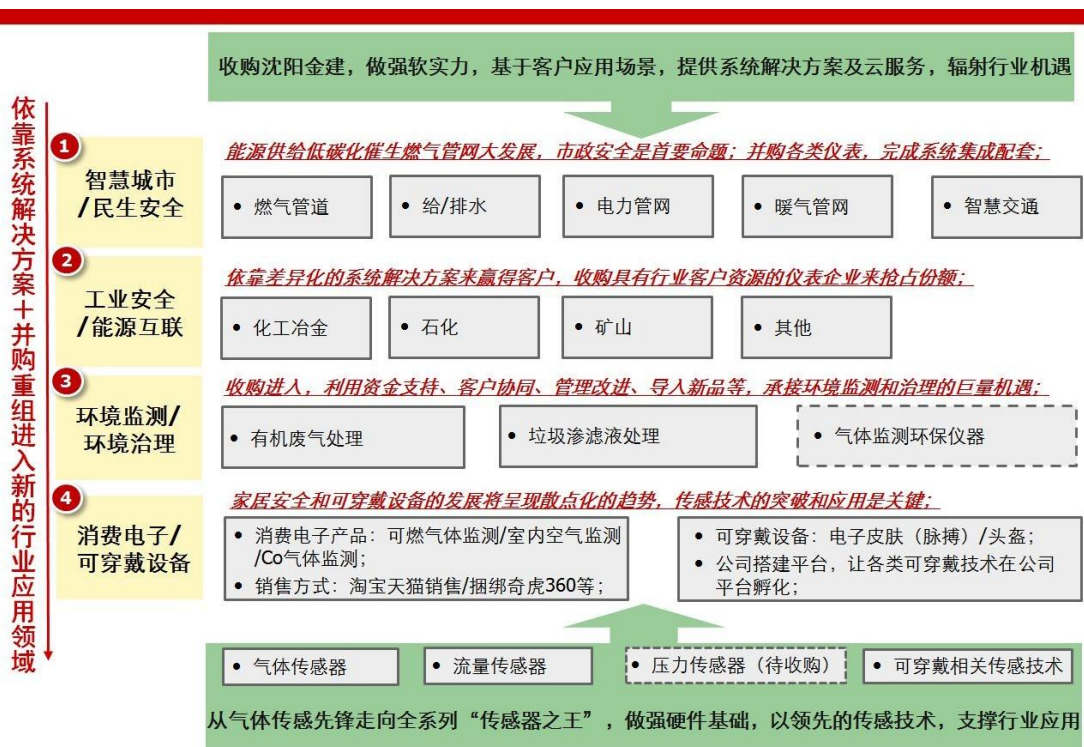 收购沈阳金建，做强软实力，基于客户应用场景，提供系统解决方案及云服务，辐射行业机遇
依靠系统解决方案＋并购重组进入新的行业应用领域
1
智慧城市
/民生安全
能源供给低碳化催生燃气管网大发展，市政安全是首要命题；并购各类仪表，完成系统集成配套；
• 燃气管道
• 给/排水
• 电力管网
• 暖气管网
• 智慧交通
2
工业安全
/能源互联
依靠差异化的系统解决方案来赢得客户，收购具有行业客户资源的仪表企业来抢占份额；
• 化工冶金
• 石化
• 矿山
• 其他
3
环境监测/
环境治理
收购进入，利用资金支持、客户协同、管理改进、导入新品等，承接环境监测和治理的巨量机遇；
• 有机废气处理
• 垃圾渗滤液处理
• 气体监测环保仪器
4
消费电子/
可穿戴设备
家居安全和可穿戴设备的发展将呈现散点化的趋势，传感技术的突破和应用是关键；
• 消费电子产品：可燃气体监测/室内空气监测
/Co气体监测；
• 销售方式：淘宝天猫销售/捆绑奇虎360等；
• 可穿戴设备：电子皮肤（脉搏）/头盔；
• 公司搭建平台，让各类可穿戴技术在公司
平台孵化；
• 气体传感器
• 流量传感器
• 压力传感器（待收购）
• 可穿戴相关传感技术
从气体传感先锋走向全系列“传感器之王”，做强硬件基础，以领先的传感技术，支撑行业应用